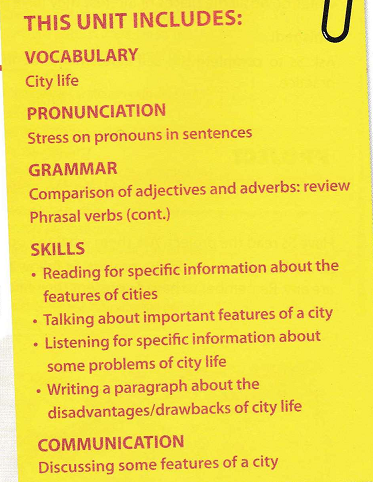 THIS UNIT INCLUDES:
VOCABULARY
City life
PRONUNCIATION
Stress on pronouns in sentences
GRAMMAR
Comparison of adjectives and adverbs: review
Phrasal verbs (cont.)
SKILLS
• Reading for specific information about the
features of cities
• Talking about important features of a city
• Listening for specific information about
some problems of city life
• Writing a paragraph about the
disadvantages/drawbacks of city life
COMMUNICATION
Discussing some features of a city